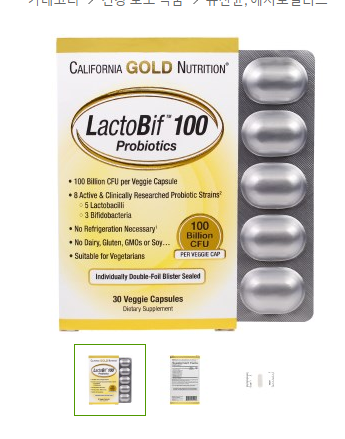 CALIFORNIA GOLD NUTRITION®
LactoBif™ 100
Probiotics
• 100 Billion CFU per Veggie Capsule
• 8 Active & Clinically Researched Probiotic Strains²
○ 5 Lactobacilli
○ 3 Bifidobacteria
• No Refrigeration Necessary¹
• No Dairy, Gluten, GMOs or Soy…
• Suitable for Vegetarians
100
Billion
CFU
PER VEGGIE CAP
Individually Double-Foil Blister Sealed
30 Veggie Capsules
Dietary Supplement